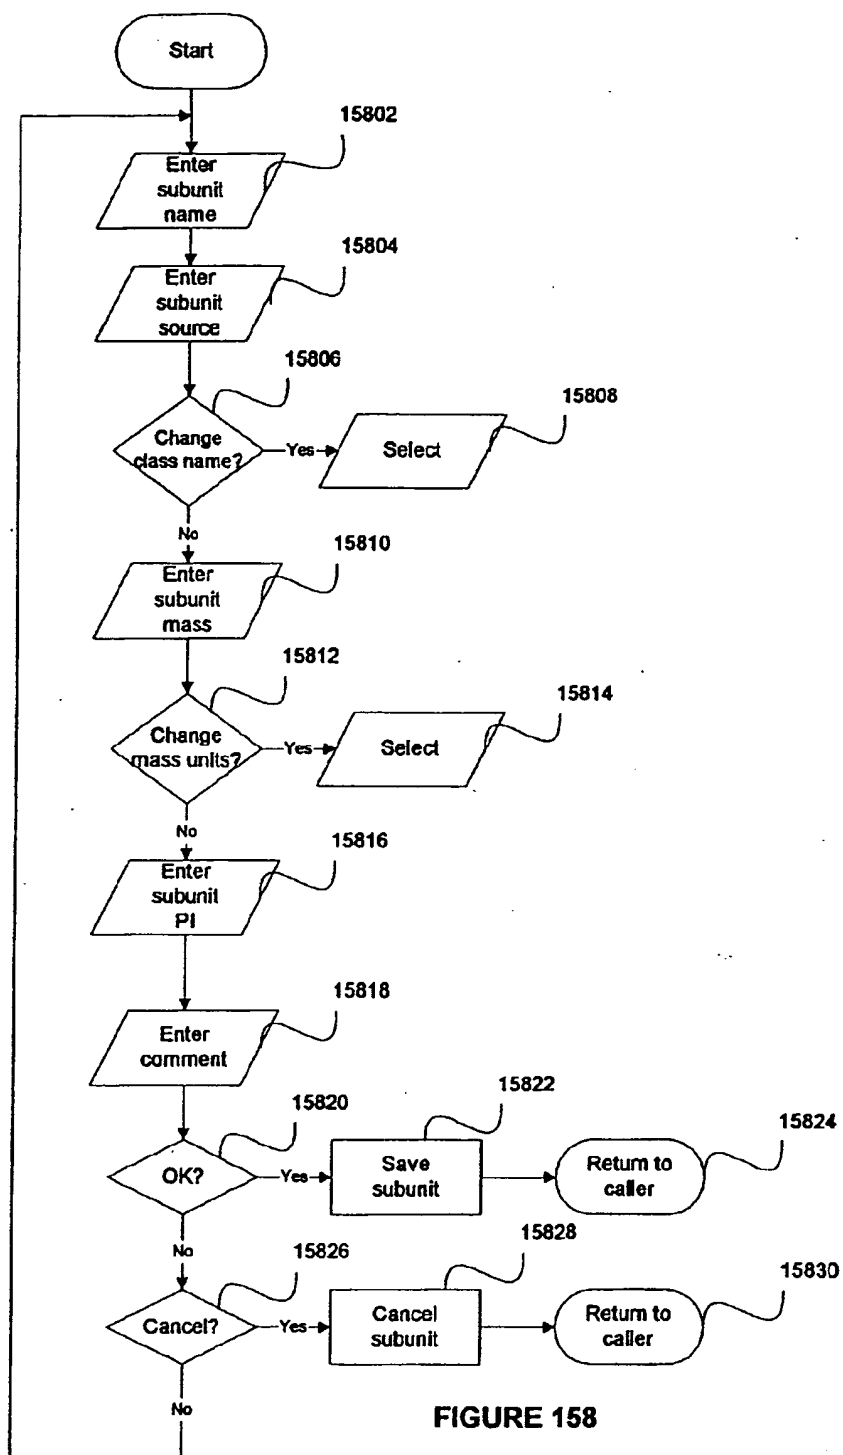 Start
15802
Enter
subunit
name
15804
Enter
subunit
source
15806
Change
class name?
Yes
15808
Select
No
15810
Enter
subunit
mass
15812
Change
mass units?
Yes
15814
Select
No
15816
Enter
subunit
PI
15818
Enter
comment
15820
OK?
Yes
15822
Save
subunit
15824
Return to
caller
No
15826
Cancel?
Yes
15828
Cancel
subunit
15830
Return to
caller
No
FIGURE 158